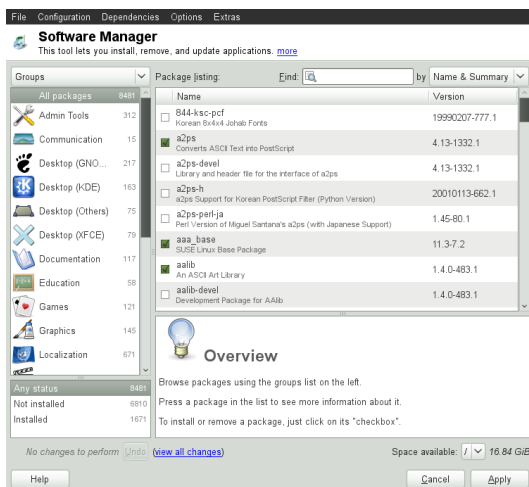 File Configuration Dependencies Options Extras
Software Manager
This tool lets you install, remove, and update applications. more
Groups
All packages 8481
Admin Tools 312
Communication 15
Desktop (GNO... 217
Desktop (KDE) 163
Desktop (Others) 75
Desktop (XFCE) 79
Documentation 117
Education 58
Games 121
Graphics 145
Localization 671
Any status 8481
Not installed 6810
Installed 1671
Package listing: Find: by Name & Summary
Name Version
844-ksc-pcf 19990207-777.1
Korean 8x4x4 Johab Fonts
a2ps 4.13-1332.1
Converts ASCII Text into PostScript
a2ps-devel 4.13-1332.1
Library and header file for the interface of a2ps
a2ps-h 20010113-662.1
a2ps Support for Korean PostScript Filter (Python Version)
a2ps-perl-ja 1.45-80.1
Perl Version of Miguel Santana's a2ps (with Japanese Support)
aaa_base 11.3-7.2
SUSE Linux Base Package
aalib 1.4.0-483.1
An ASCII Art Library
aalib-devel 1.4.0-483.1
Development Package for AAlib
Overview
Browse packages using the groups list on the left.
Press a package in the list to see more information about it.
To install or remove a package, just click on its "checkbox".
No changes to perform Undo (view all changes) Space available: / 16.84 GiB
Help Cancel Apply